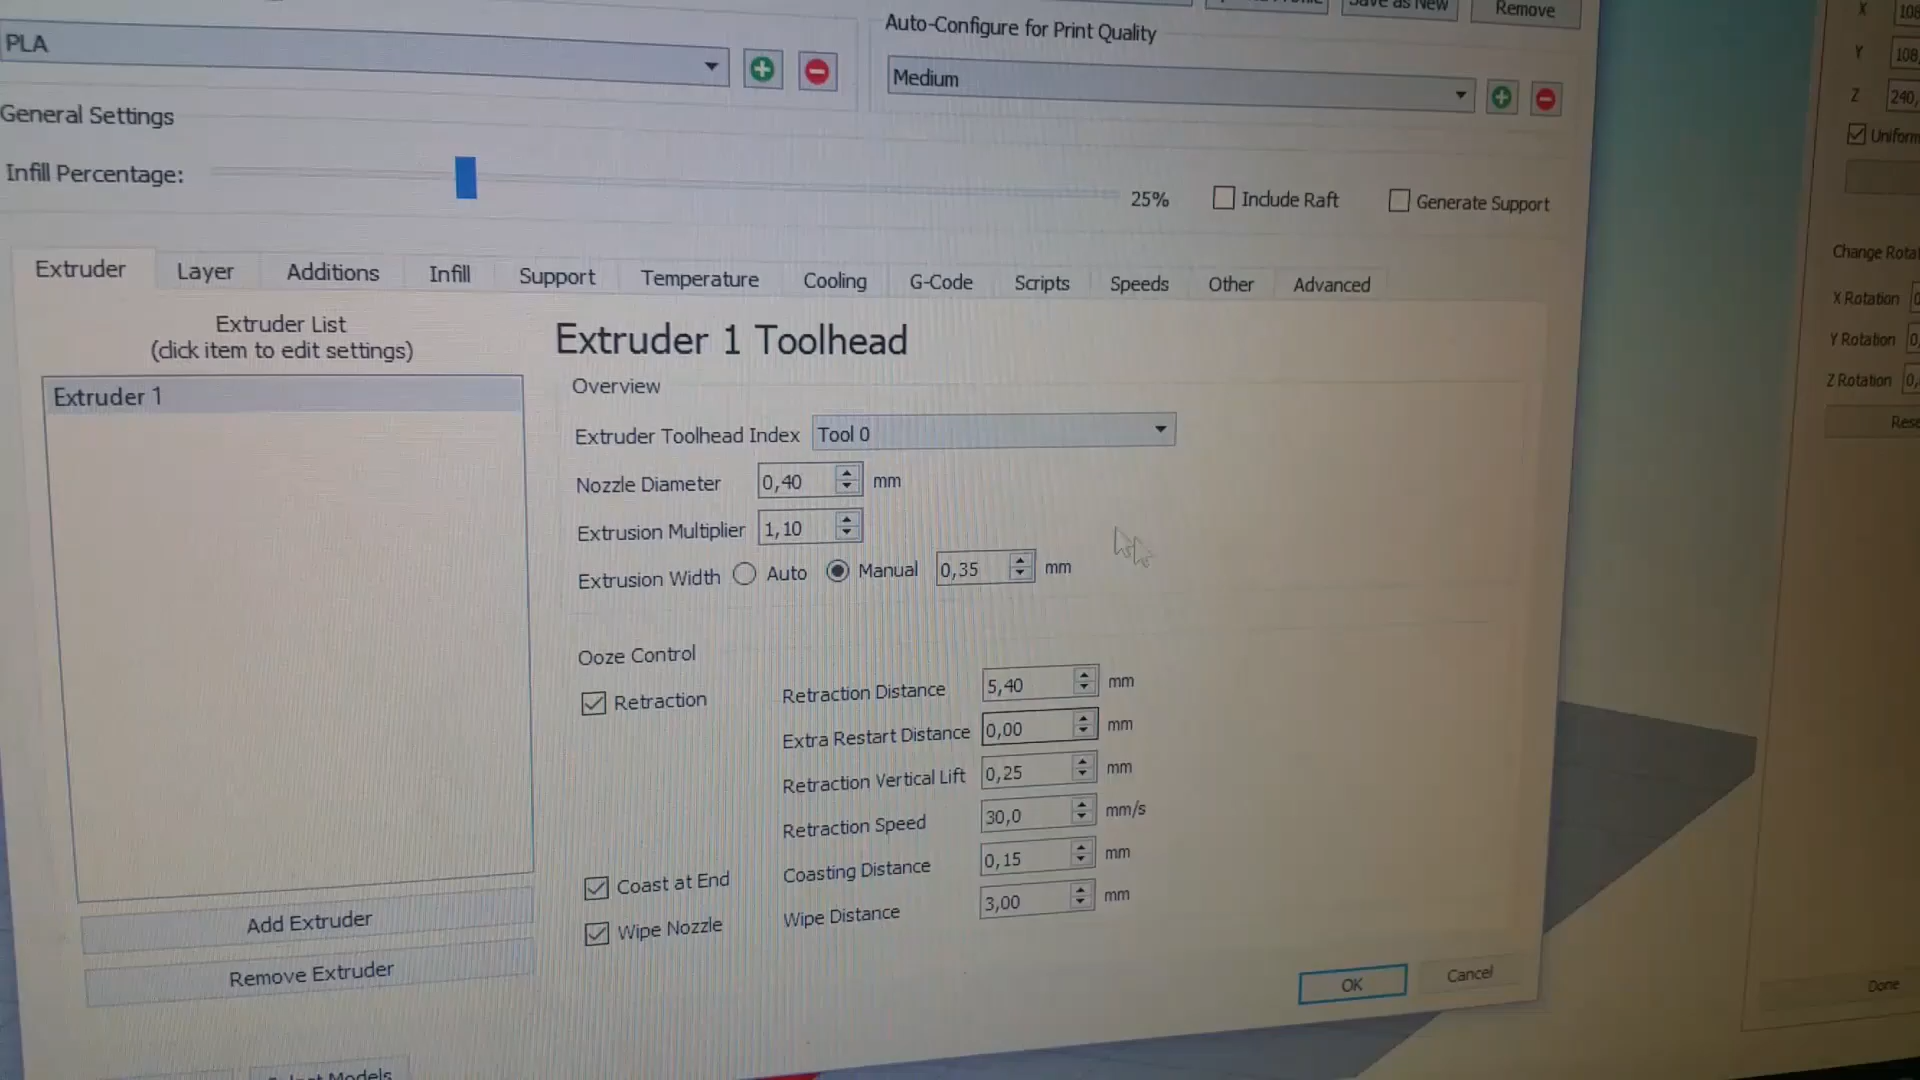 Save as New
Remove
Auto-Configure for Print Quality
PLA
Medium
General Settings
Infill Percentage:
25%
Include Raft
Generate Support
Extruder
Layer
Additions
Infill
Support
Temperature
Cooling
G-Code
Scripts
Speeds
Other
Advanced
Extruder List
(click item to edit settings)
Extruder 1
Add Extruder
Remove Extruder
Extruder 1 Toolhead
Overview
Extruder Toolhead Index Tool 0
Nozzle Diameter 0,40 mm
Extrusion Multiplier 1,10
Extrusion Width Auto Manual 0,35 mm
Ooze Control
Retraction
Retraction Distance 5,40 mm
Extra Restart Distance 0,00 mm
Retraction Vertical Lift 0,25 mm
Retraction Speed 30,0 mm/s
Coast at End
Coasting Distance 0,15 mm
Wipe Nozzle
Wipe Distance 3,00 mm
OK
Cancel
Models
X 108
Y 108,
Z 240,
Uniform
Change Rota
X Rotation
Y Rotation
Z Rotation
Rese
Done